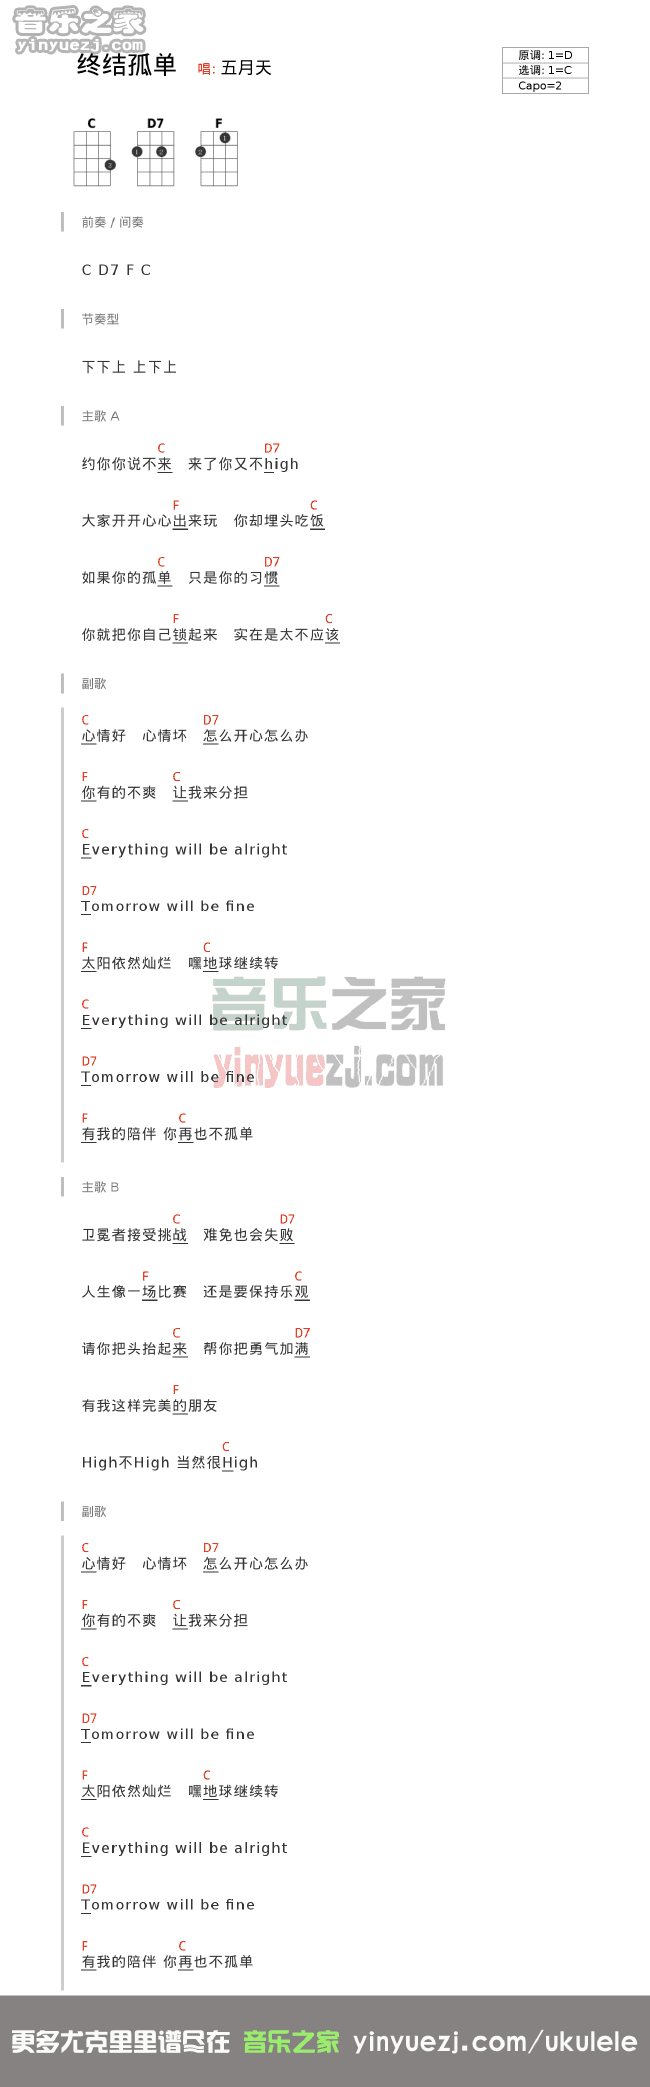 音乐之家
yinyuezj.com
终结孤单 唱: 五月天
原调: 1=D
选调: 1=C
Capo=2
C D7 F
2 1 2 2 1
前奏 / 间奏
C D7 F C
节奏型
下下上 上下上
主歌 A
C D7
约你你说不来 来了你又不high
F C
大家开开心心出来玩 你却埋头吃饭
C D7
如果你的孤单 只是你的习惯
F C
你就把你自己锁起来 实在是太不应该
副歌
C D7
心情好 心情坏 怎么开心怎么办
F C
你有的不爽 让我来分担
C
Everything will be alright
D7
Tomorrow will be fine
F C
太阳依然灿烂 嘿地球继续转
音乐之家
C
Everything will be alright
yinyuezj.com
D7
Tomorrow will be fine
F C
有我的陪伴 你再也不孤单
主歌 B
C D7
卫冕者接受挑战 难免也会失败
F C
人生像一场比赛 还是要保持乐观
C D7
请你把头抬起来 帮你把勇气加满
F
有我这样完美的朋友
C
High不High 当然很High
副歌
C D7
心情好 心情坏 怎么开心怎么办
F C
你有的不爽 让我来分担
C
Everything will be alright
D7
Tomorrow will be fine
F C
太阳依然灿烂 嘿地球继续转
C
Everything will be alright
D7
Tomorrow will be fine
F C
有我的陪伴 你再也不孤单
更多尤克里里谱尽在 音乐之家 yinyuezj.com/ukulele